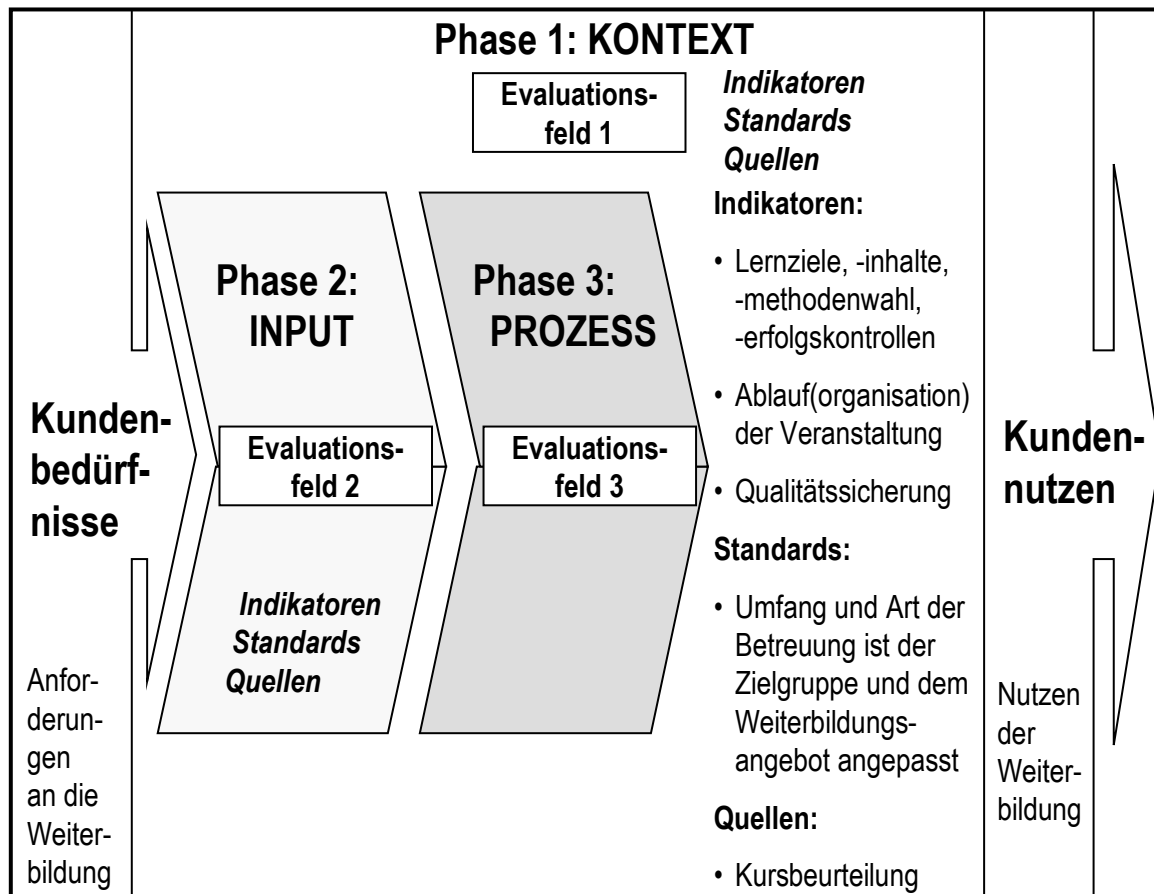 Phase 1: KONTEXT
Evaluations-
feld 1
Indikatoren
Standards
Quellen
Kunden-
bedürf-
nisse
Anfor-
derun-
gen
an die
Weiter-
bildung
Phase 2:
INPUT
Evaluations-
feld 2
Indikatoren
Standards
Quellen
Phase 3:
PROZESS
Evaluations-
feld 3
Indikatoren:
• Lernziele, -inhalte,
-methodenwahl,
-erfolgskontrollen
• Ablauf(organisation)
der Veranstaltung
• Qualitätssicherung
Standards:
• Umfang und Art der
Betreuung ist der
Zielgruppe und dem
Weiterbildungs-
angebot angepasst
Quellen:
• Kursbeurteilung
Kunden-
nutzen
Nutzen
der
Weiter-
bildung